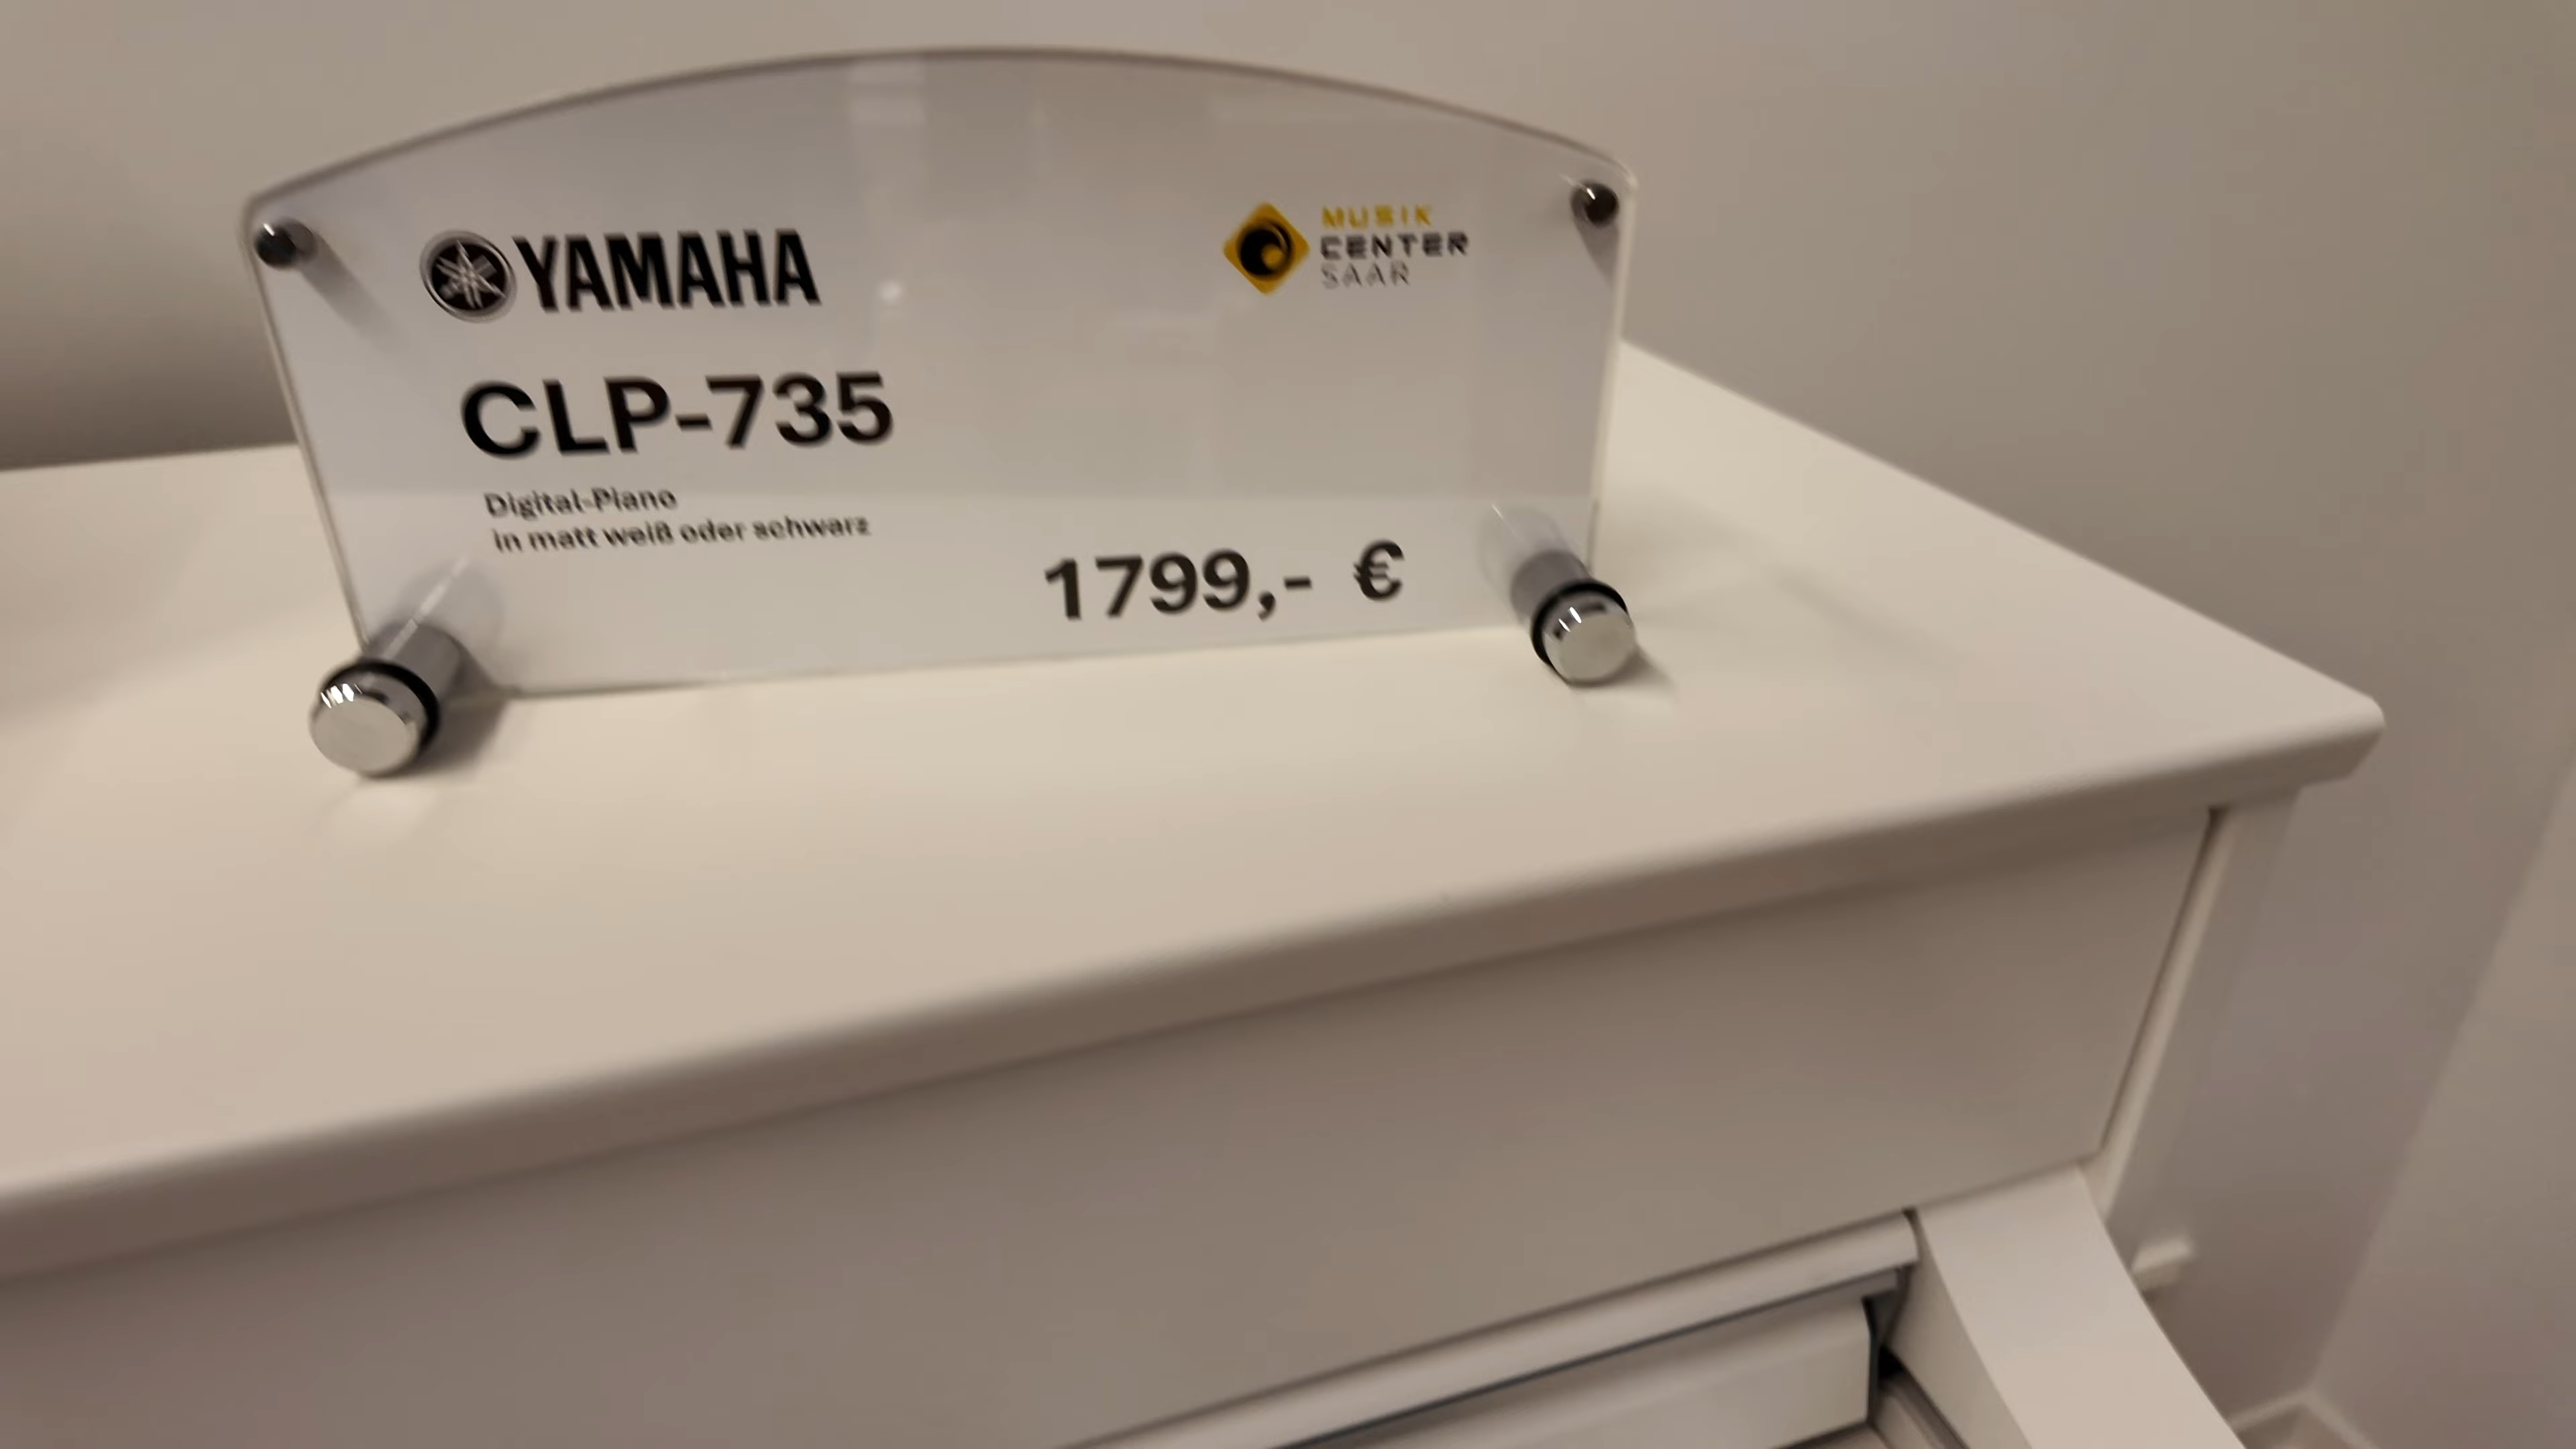 YAMAHA
MUSIK
CENTER
SAAR
CLP-735
Digital-Piano
in matt weiß oder schwarz
1799,- €